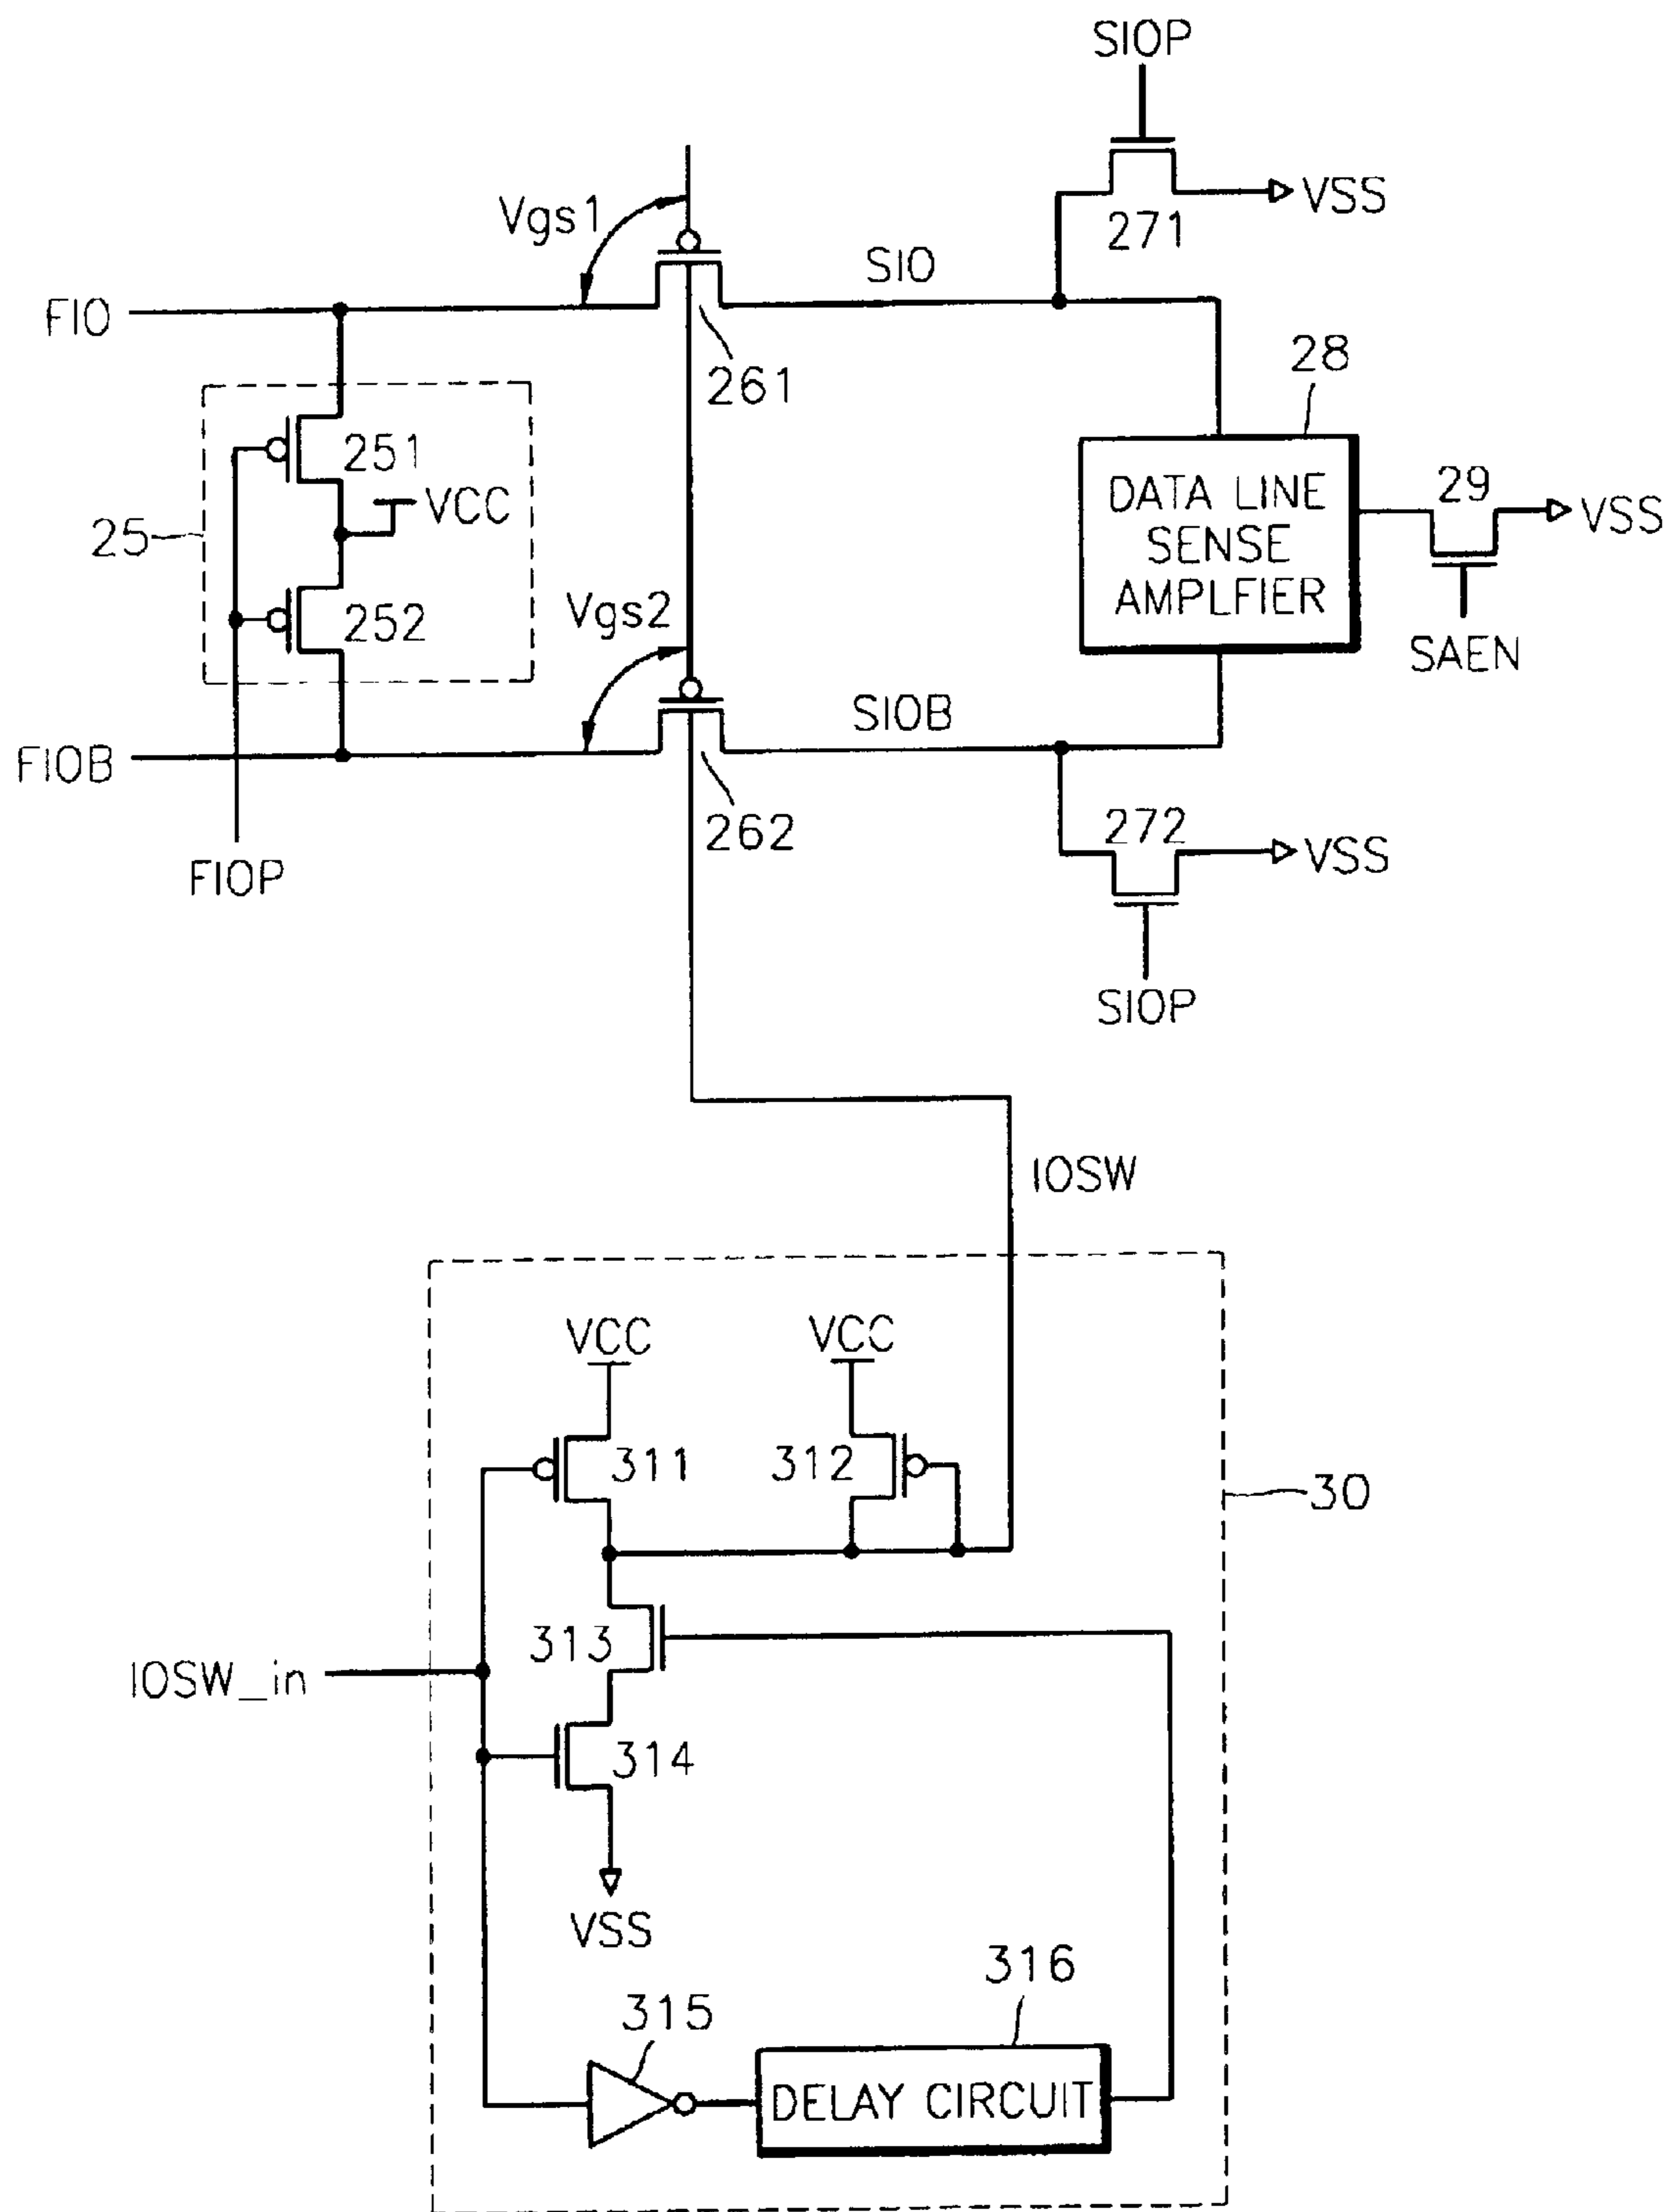 SIOP
Vgs1
VSS
271
SIO
FIO
261
28
251
VCC
25
DATA LINE
SENSE
AMPLFIER
29
VSS
252
Vgs2
SAEN
SIOB
FIOB
262
272
VSS
FIOP
SIOP
IOSW
VCC
VCC
311
312
30
313
IOSW_in
314
VSS
316
315
DELAY CIRCUIT